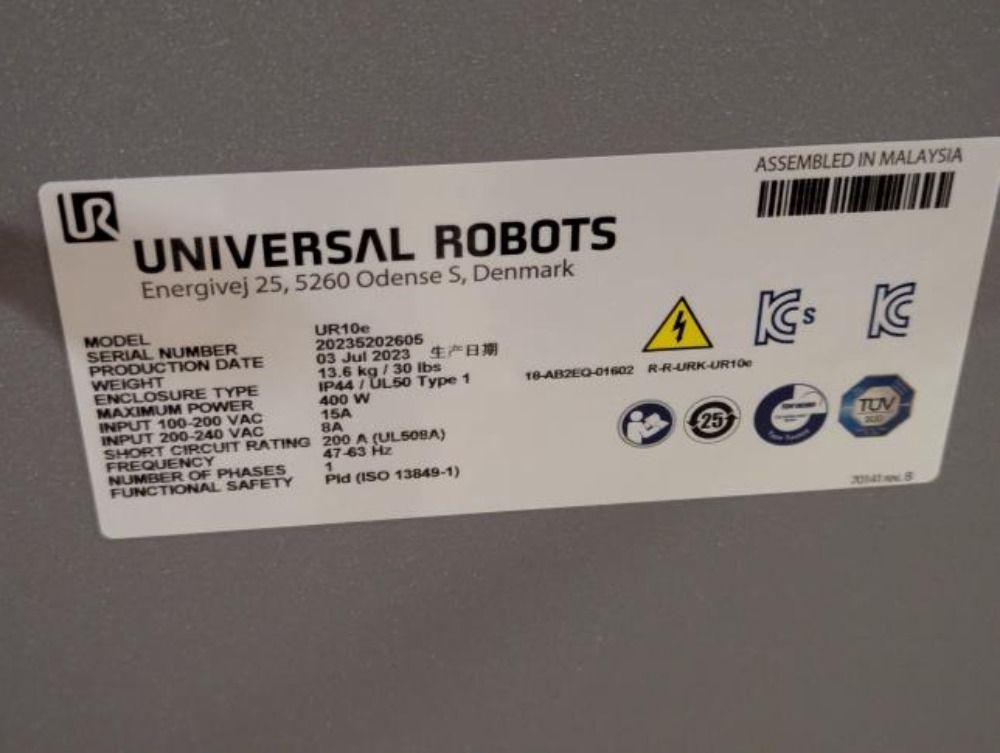 ASSEMBLED IN MALAYSIA
UR
UNIVERSAL ROBOTS
Energivej 25, 5260 Odense S, Denmark
MODEL UR10e
SERIAL NUMBER 20235202605
PRODUCTION DATE 03 Jul 2023 生产日期
WEIGHT 13.6 kg / 30 lbs
ENCLOSURE TYPE IP44 / UL50 Type 1
MAXIMUM POWER 400 W
INPUT 100-200 VAC 15A
INPUT 200-240 VAC 8A
SHORT CIRCUIT RATING 200 A (UL508A)
FREQUENCY 47-63 Hz
NUMBER OF PHASES 1
FUNCTIONAL SAFETY Pld (ISO 13849-1)
KC S
KC
18-AB2EQ-01602 R-R-URK-UR10e
25
TÜV
70141 rev. B